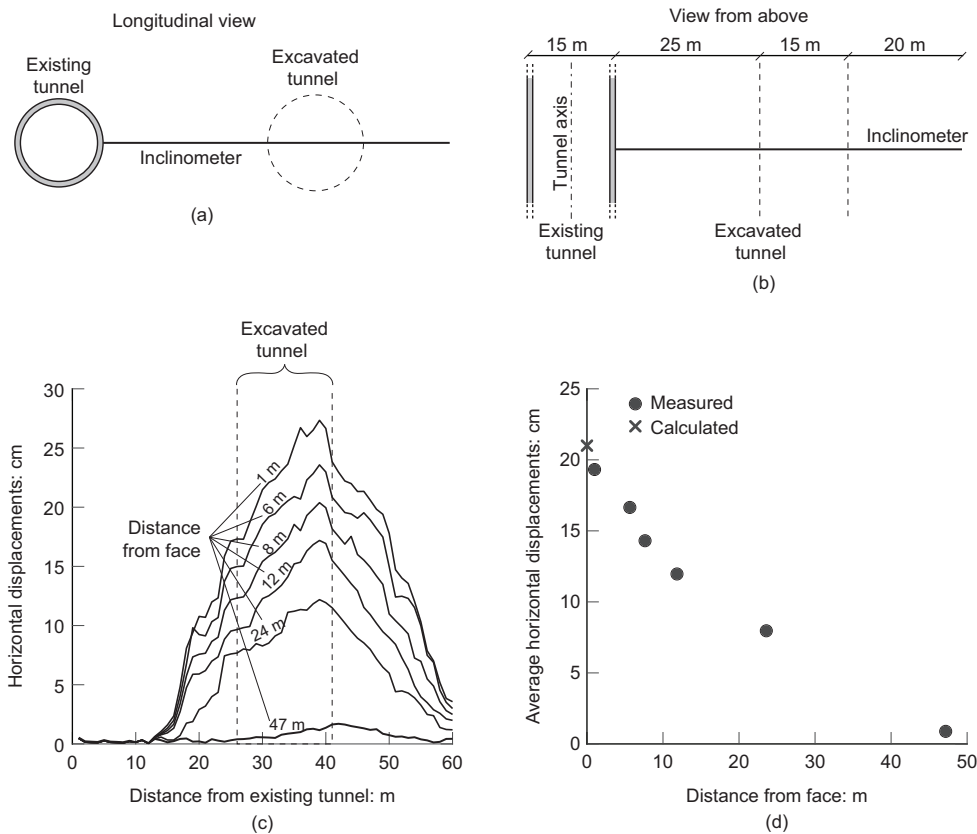 Longitudinal view
Existing
tunnel
Excavated
tunnel
Inclinometer
(a)
View from above
15 m
25 m
15 m
20 m
Tunnel axis
Inclinometer
Existing
tunnel
Excavated
tunnel
(b)
Excavated
tunnel
30
25
20
15
10
5
0
Horizontal displacements: cm
Distance
from face
1 m
6 m
8 m
12 m
24 m
47 m
0
10
20
30
40
50
60
Distance from existing tunnel: m
(c)
25
20
15
10
5
0
Average horizontal displacements: cm
Measured
Calculated
0
10
20
30
40
50
Distance from face: m
(d)